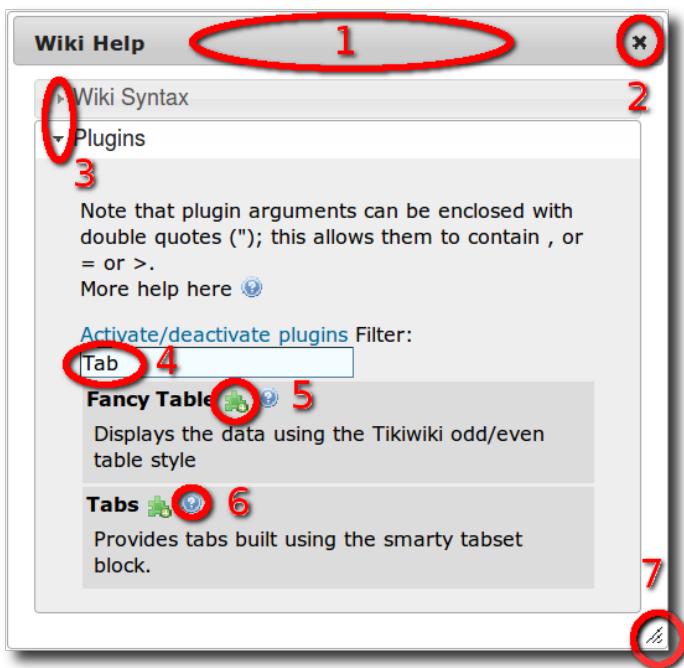 Wiki Help 1
Wiki Syntax 2
Plugins
3
Note that plugin arguments can be enclosed with
double quotes ("); this allows them to contain , or
= or >.
More help here
Activate/deactivate plugins Filter:
Tab 4
Fancy Table 5
Displays the data using the Tikiwiki odd/even
table style
Tabs 6
Provides tabs built using the smarty tabset
block.
7